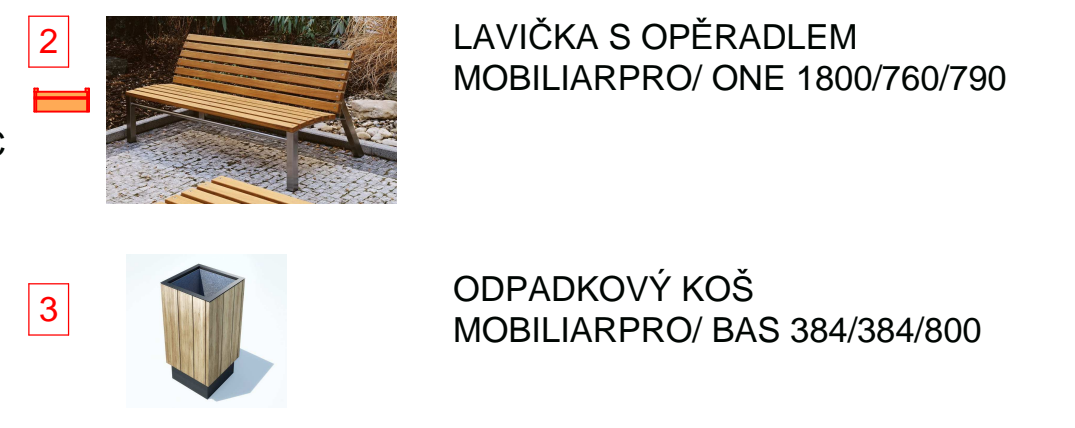 2
LAVIČKA S OPĚRADLEM
MOBILIARPRO/ ONE 1800/760/790
3
ODPADKOVÝ KOŠ
MOBILIARPRO/ BAS 384/384/800